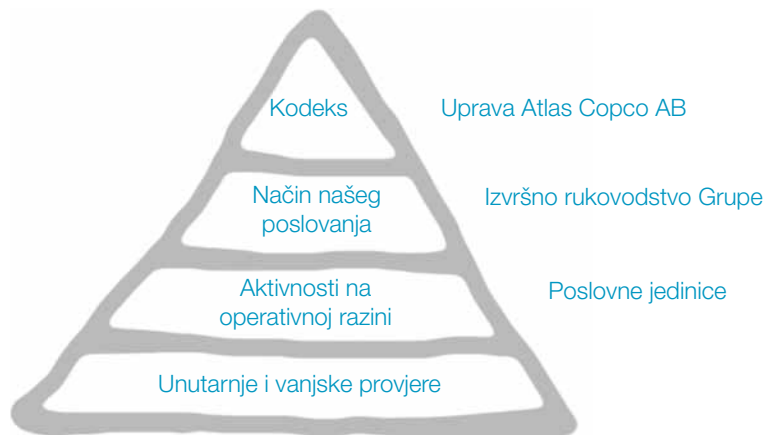 Kodeks
Uprava Atlas Copco AB
Način našeg
poslovanja
Izvršno rukovodstvo Grupe
Aktivnosti na
operativnoj razini
Poslovne jedinice
Unutarnje i vanjske provjere